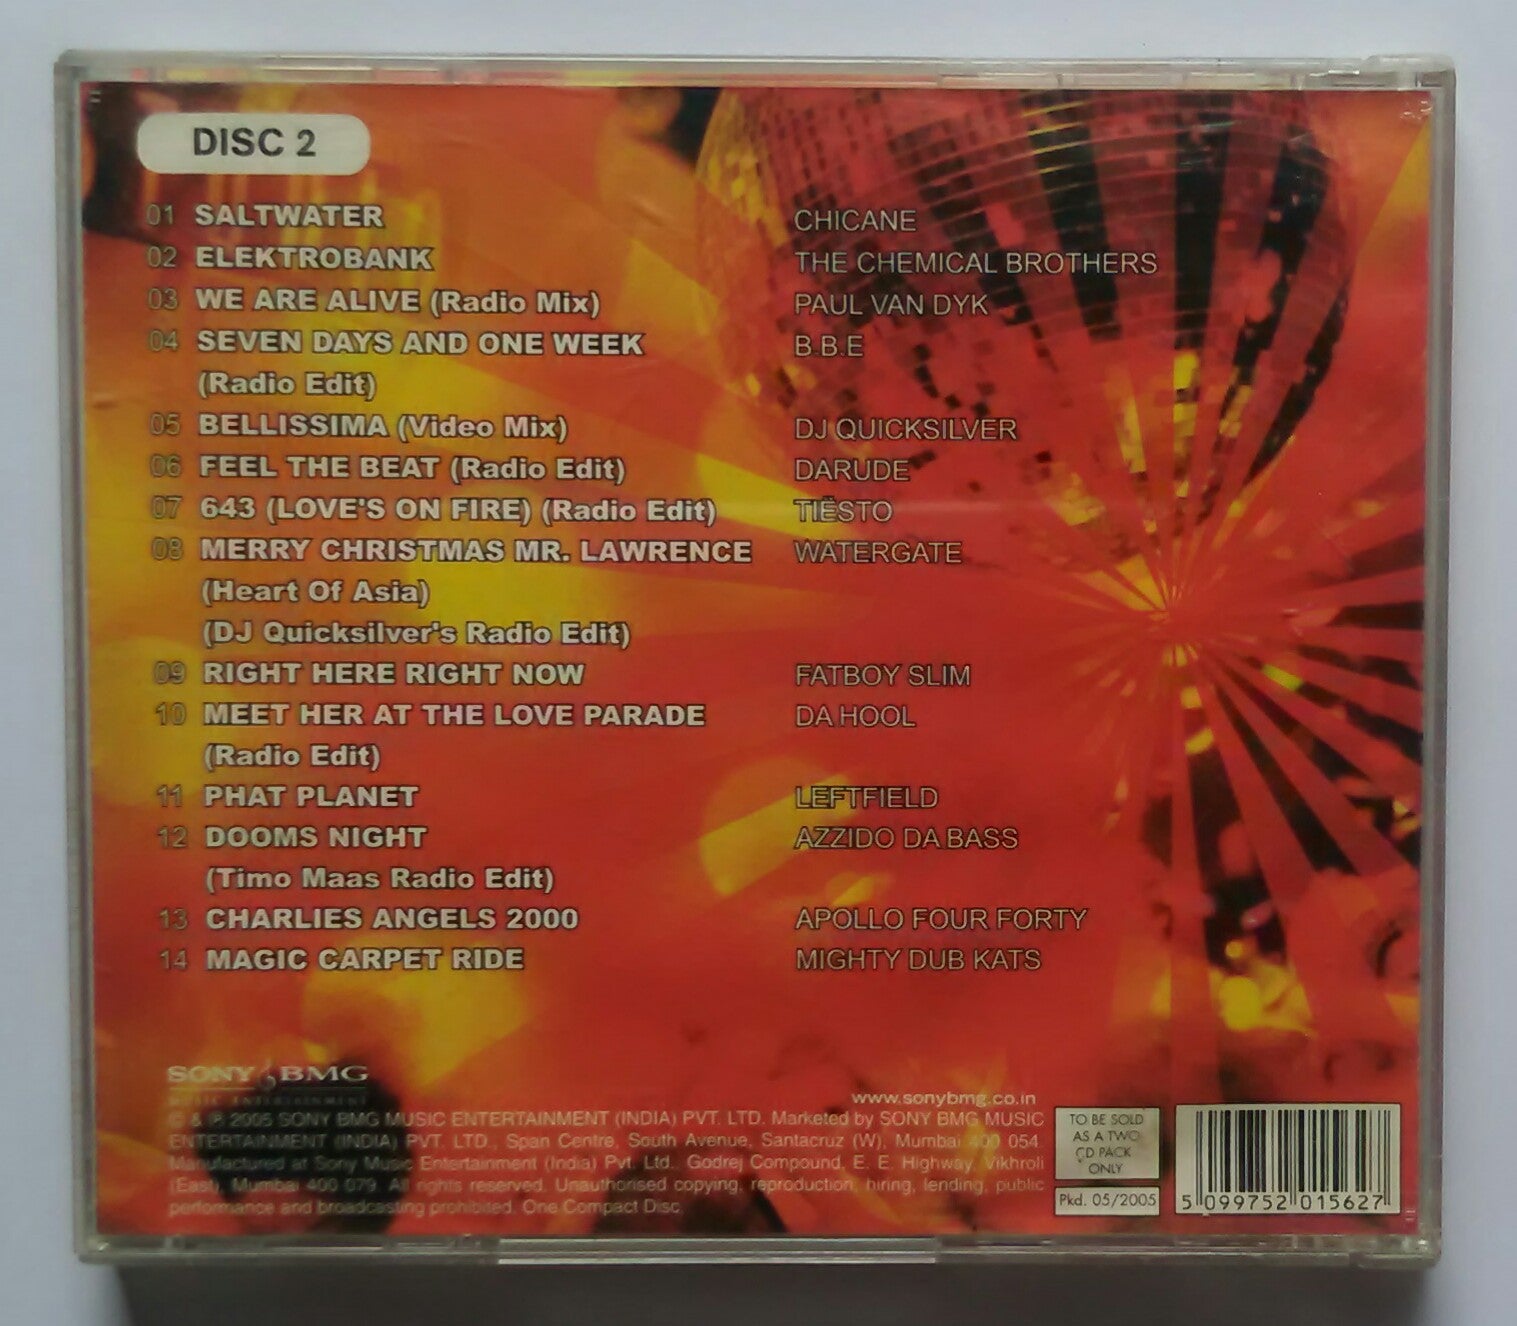 DISC 2
01 SALTWATER CHICANE
02 ELEKTROBANK THE CHEMICAL BROTHERS
03 WE ARE ALIVE (Radio Mix) PAUL VAN DYK
04 SEVEN DAYS AND ONE WEEK B.B.E
(Radio Edit)
05 BELLISSIMA (Video Mix) DJ QUICKSILVER
06 FEEL THE BEAT (Radio Edit) DARUDE
07 643 (LOVE'S ON FIRE) (Radio Edit) TIËSTO
08 MERRY CHRISTMAS MR. LAWRENCE WATERGATE
(Heart Of Asia)
(DJ Quicksilver's Radio Edit)
09 RIGHT HERE RIGHT NOW FATBOY SLIM
10 MEET HER AT THE LOVE PARADE DA HOOL
(Radio Edit)
11 PHAT PLANET LEFTFIELD
12 DOOMS NIGHT AZZIDO DA BASS
(Timo Maas Radio Edit)
13 CHARLIES ANGELS 2000 APOLLO FOUR FORTY
14 MAGIC CARPET RIDE MIGHTY DUB KATS
SONY BMG
MUSIC ENTERTAINMENT
www.sonybmg.co.in
© & ℗ 2005 SONY BMG MUSIC ENTERTAINMENT (INDIA) PVT. LTD. Marketed by SONY BMG MUSIC
ENTERTAINMENT (INDIA) PVT. LTD., Span Centre, South Avenue, Santacruz (W), Mumbai 400 054.
Manufactured at Sony Music Entertainment (India) Pvt. Ltd., Godrej Compound, E. E. Highway, Vikhroli
(East), Mumbai 400 079. All rights reserved. Unauthorised copying, reproduction, hiring, lending, public
performance and broadcasting prohibited. One Compact Disc.
TO BE SOLD
AS A TWO
CD PACK
ONLY
Pkd. 05/2005
5 099752 015627